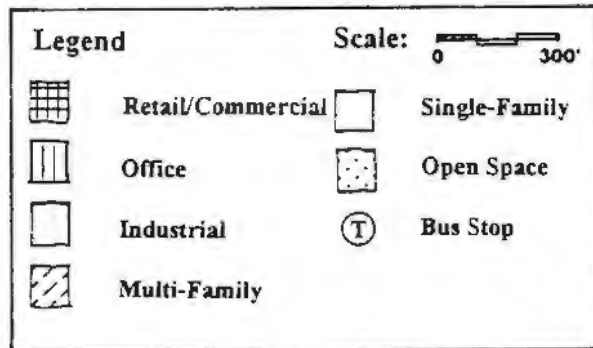 Legend Scale:
0 300'
Retail/Commercial Single-Family
Office Open Space
Industrial T Bus Stop
Multi-Family